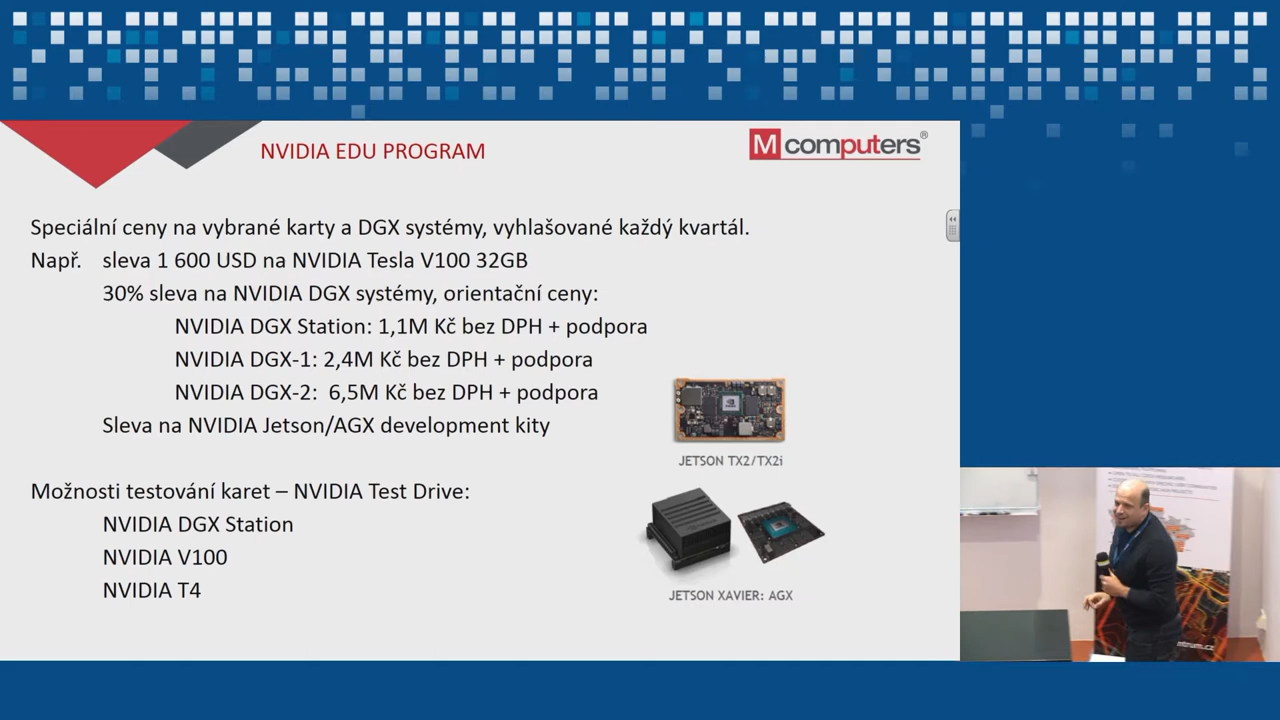 NVIDIA EDU PROGRAM
M computers®
Speciální ceny na vybrané karty a DGX systémy, vyhlašované každý kvartál.
Např. sleva 1 600 USD na NVIDIA Tesla V100 32GB
30% sleva na NVIDIA DGX systémy, orientační ceny:
NVIDIA DGX Station: 1,1M Kč bez DPH + podpora
NVIDIA DGX-1: 2,4M Kč bez DPH + podpora
NVIDIA DGX-2: 6,5M Kč bez DPH + podpora
Sleva na NVIDIA Jetson/AGX development kity
JETSON TX2/TX2i
Možnosti testování karet – NVIDIA Test Drive:
NVIDIA DGX Station
NVIDIA V100
NVIDIA T4
JETSON XAVIER: AGX
ntrum.cz